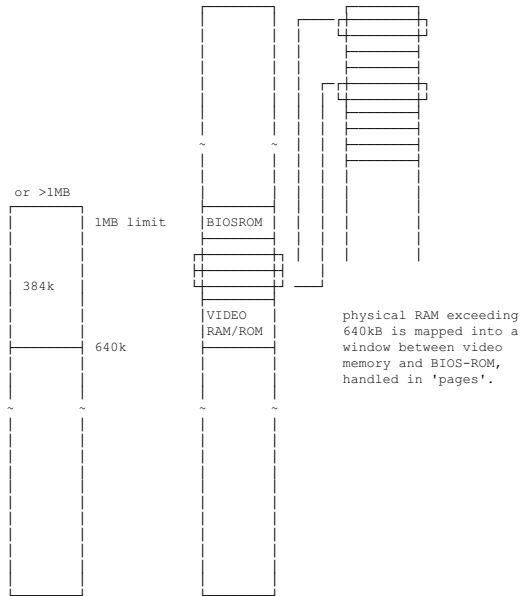 or >1MB
1MB limit
BIOSROM
384k
VIDEO
RAM/ROM
640k
physical RAM exceeding
640kB is mapped into a
window between video
memory and BIOS-ROM,
handled in 'pages'.